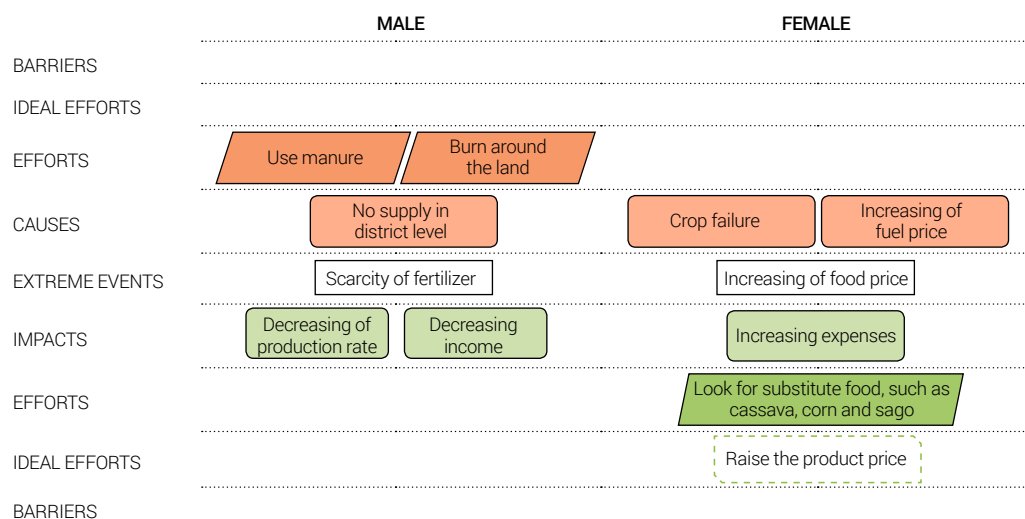 MALE
FEMALE
BARRIERS
IDEAL EFFORTS
EFFORTS
Use manure
Burn around
the land
CAUSES
No supply in
district level
Crop failure
Increasing of
fuel price
EXTREME EVENTS
Scarcity of fertilizer
Increasing of food price
IMPACTS
Decreasing of
production rate
Decreasing
income
Increasing expenses
EFFORTS
Look for substitute food, such as
cassava, corn and sago
IDEAL EFFORTS
Raise the product price
BARRIERS